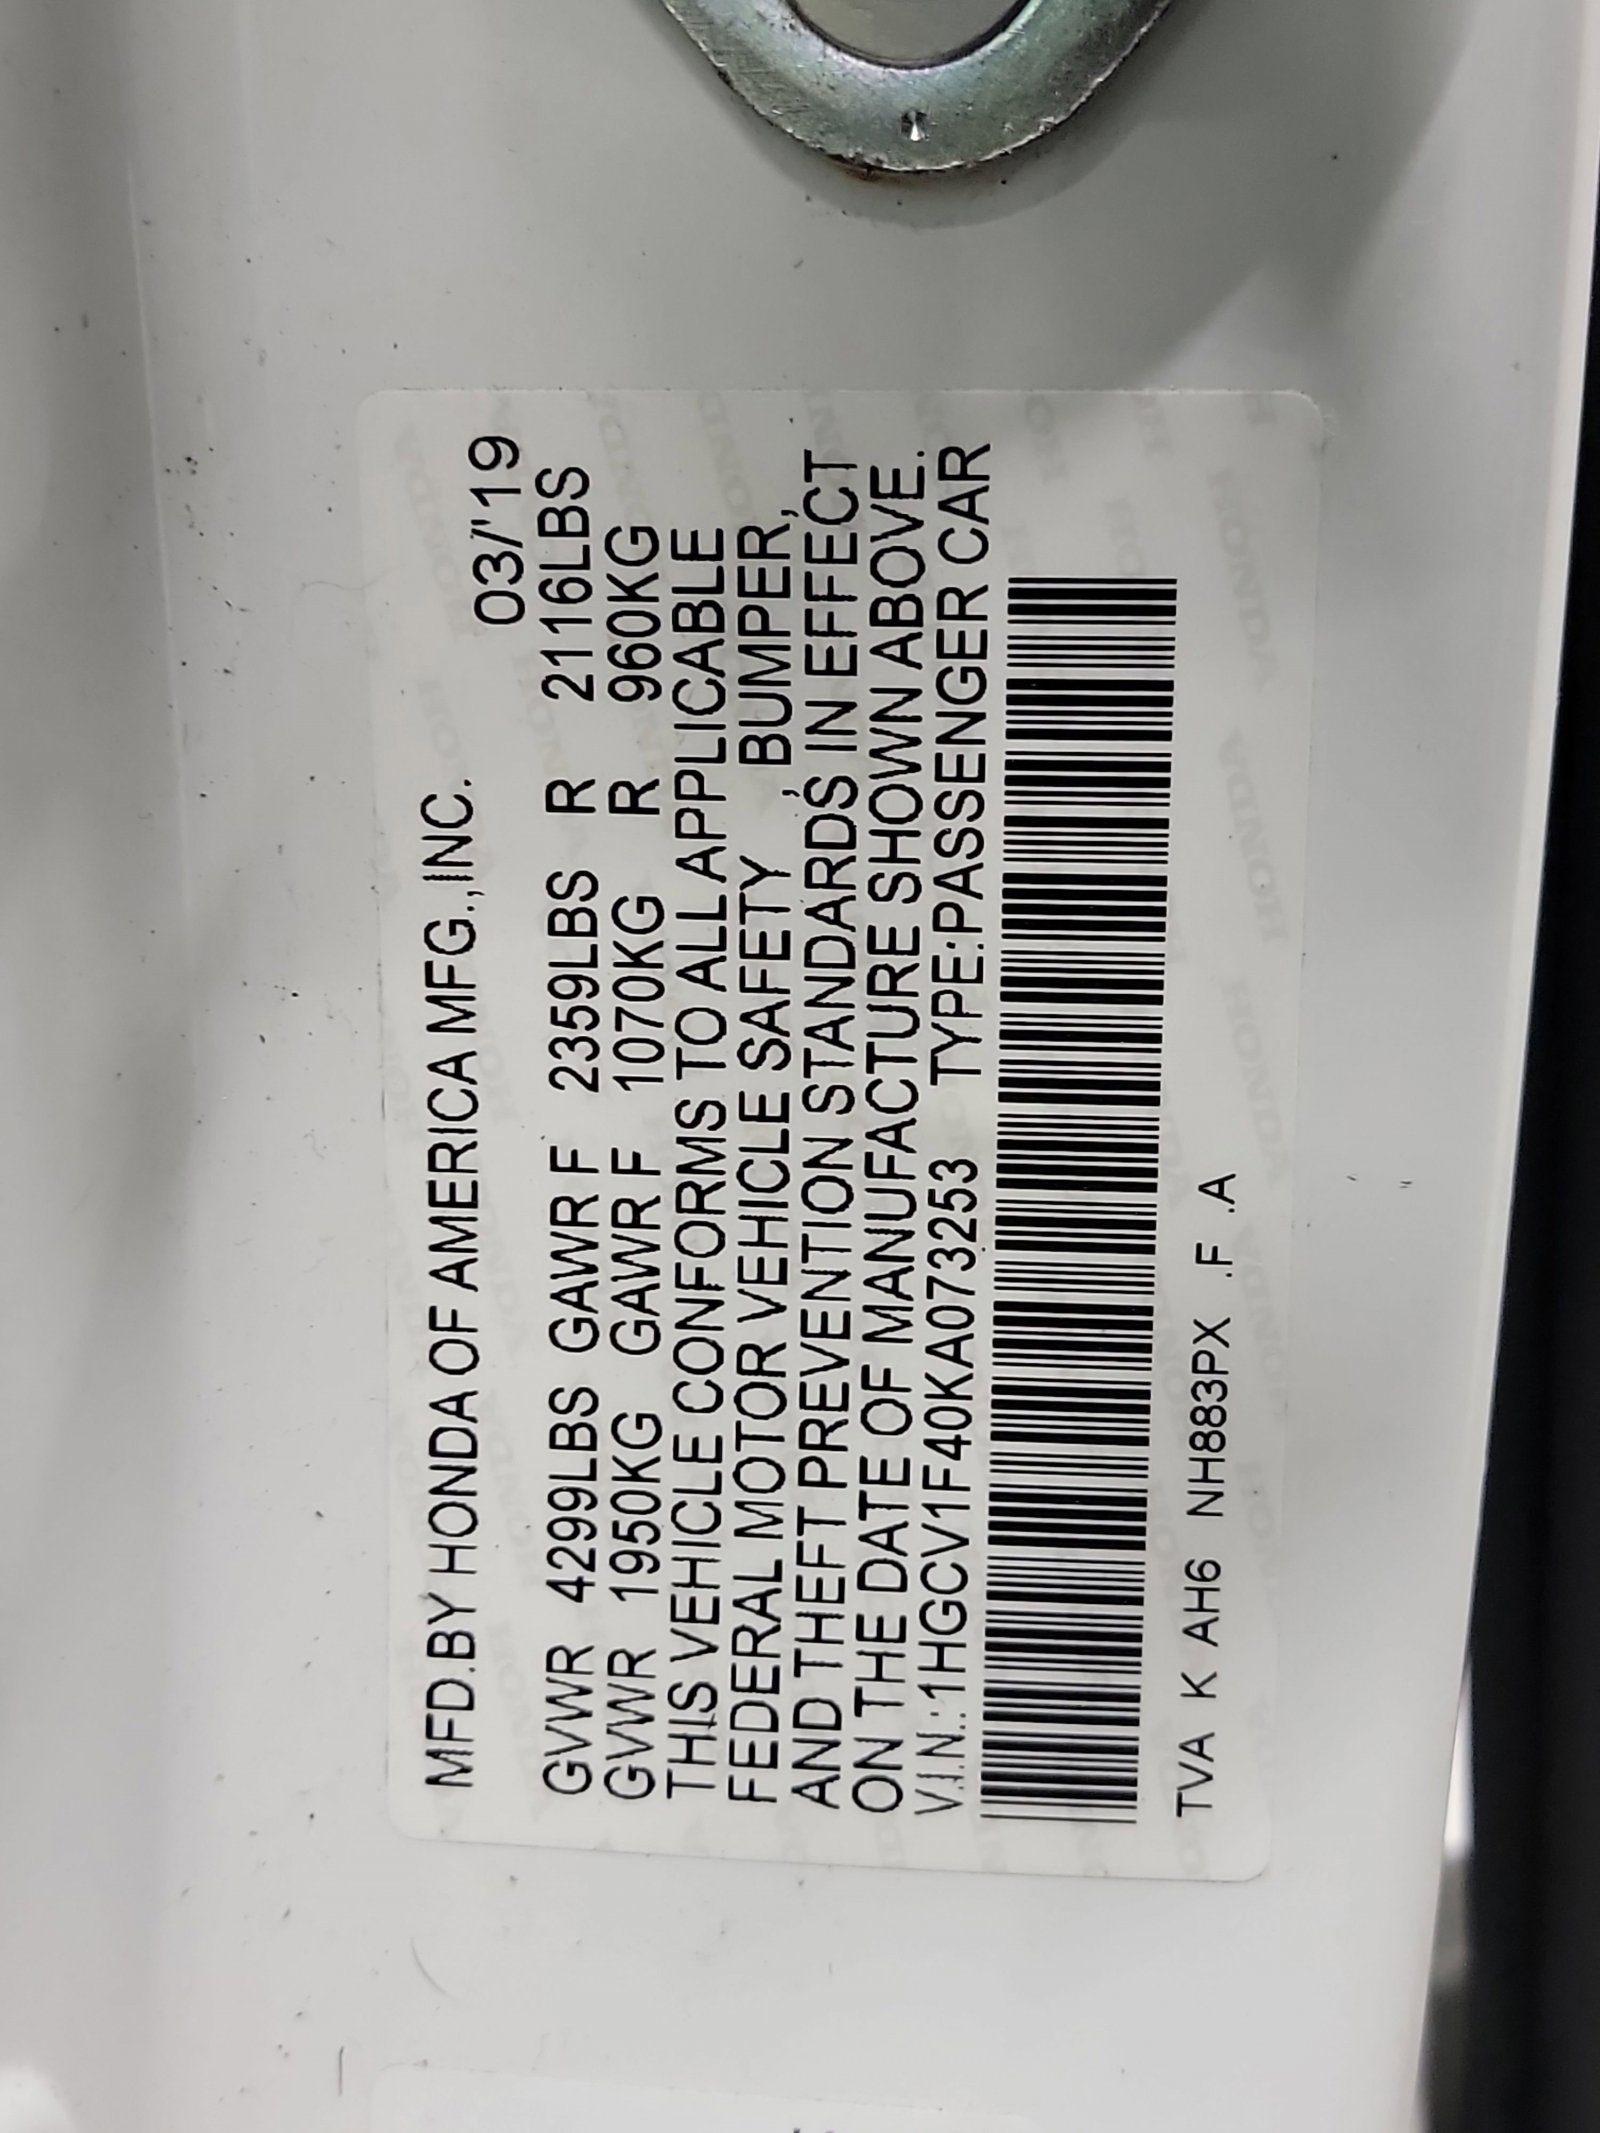 MFD.BY HONDA OF AMERICA MFG.,INC.
03/'19
GVWR 4299LBS GAWR F 2359LBS R 2116LBS
GVWR 1950KG GAWR F 1070KG R 960KG
THIS VEHICLE CONFORMS TO ALL APPLICABLE
FEDERAL MOTOR VEHICLE SAFETY , BUMPER,
AND THEFT PREVENTION STANDARDS IN EFFECT
ON THE DATE OF MANUFACTURE SHOWN ABOVE.
V.I.N.:1HGCV1F40KA073253 TYPE:PASSENGER CAR
TVA K AH6 NH883PX .F .A